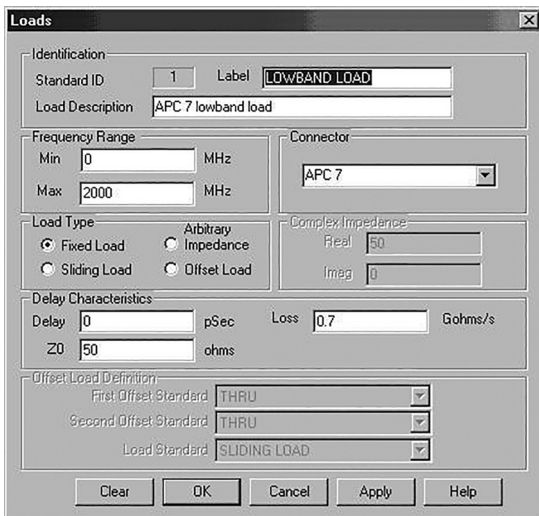 Loads
Identification
Standard ID 1 Label LOWBAND LOAD
Load Description APC 7 lowband load
Frequency Range
Min 0 MHz
Max 2000 MHz
Connector
APC 7
Load Type
Fixed Load
Arbitrary Impedance
Sliding Load
Offset Load
Complex Impedance
Real 50
Imag 0
Delay Characteristics
Delay 0 pSec Loss 0.7 Gohms/s
Z0 50 ohms
Offset Load Definition
First Offset Standard THRU
Second Offset Standard THRU
Load Standard SLIDING LOAD
Clear OK Cancel Apply Help